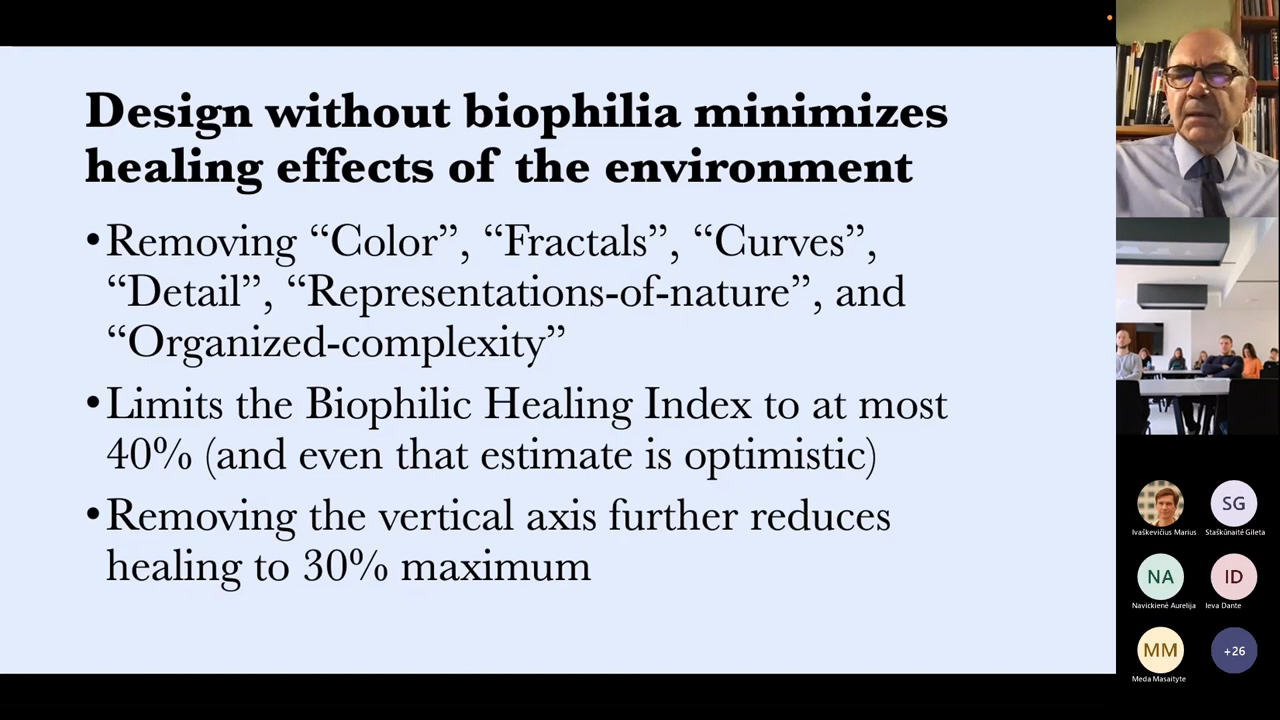 Design without biophilia minimizes
healing effects of the environment
•Removing “Color”, “Fractals”, “Curves”,
“Detail”, “Representations-of-nature”, and
“Organized-complexity”
•Limits the Biophilic Healing Index to at most
40% (and even that estimate is optimistic)
•Removing the vertical axis further reduces
healing to 30% maximum
SG
Ivaškevičius Marius
Staškūnaitė Gileta
NA
ID
Navickienė Aurelija
Ieva Dante
MM
+26
Meda Masaityte